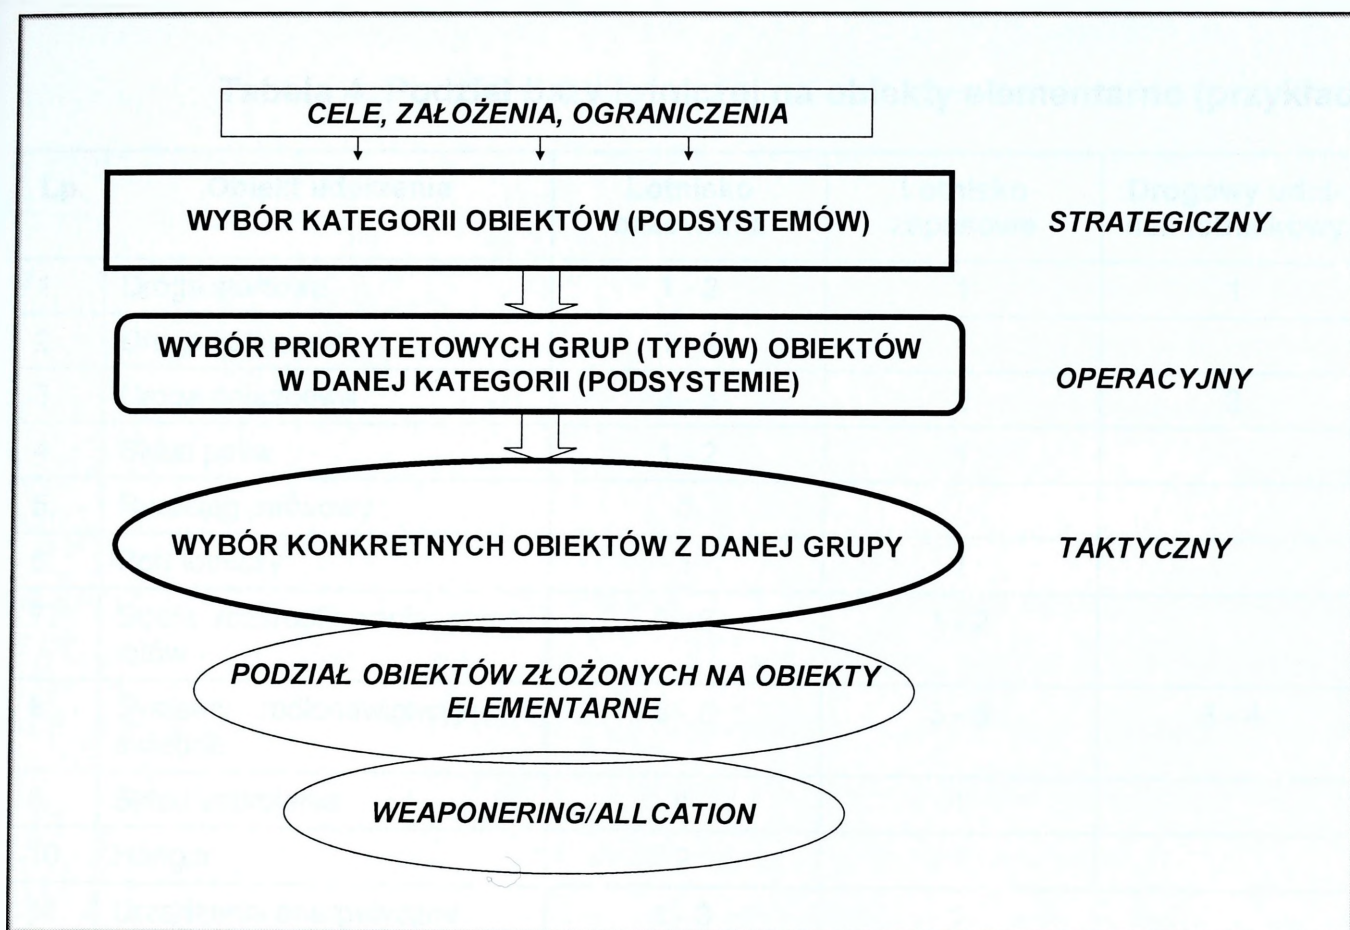 CELE, ZAŁOŻENIA, OGRANICZENIA
WYBÓR KATEGORII OBIEKTÓW (PODSYSTEMÓW)
STRATEGICZNY
WYBÓR PRIORYTETOWYCH GRUP (TYPÓW) OBIEKTÓW
W DANEJ KATEGORII (PODSYSTEMIE)
OPERACYJNY
WYBÓR KONKRETNYCH OBIEKTÓW Z DANEJ GRUPY
TAKTYCZNY
PODZIAŁ OBIEKTÓW ZŁOŻONYCH NA OBIEKTY
ELEMENTARNE
WEAPONERING/ALLCATION